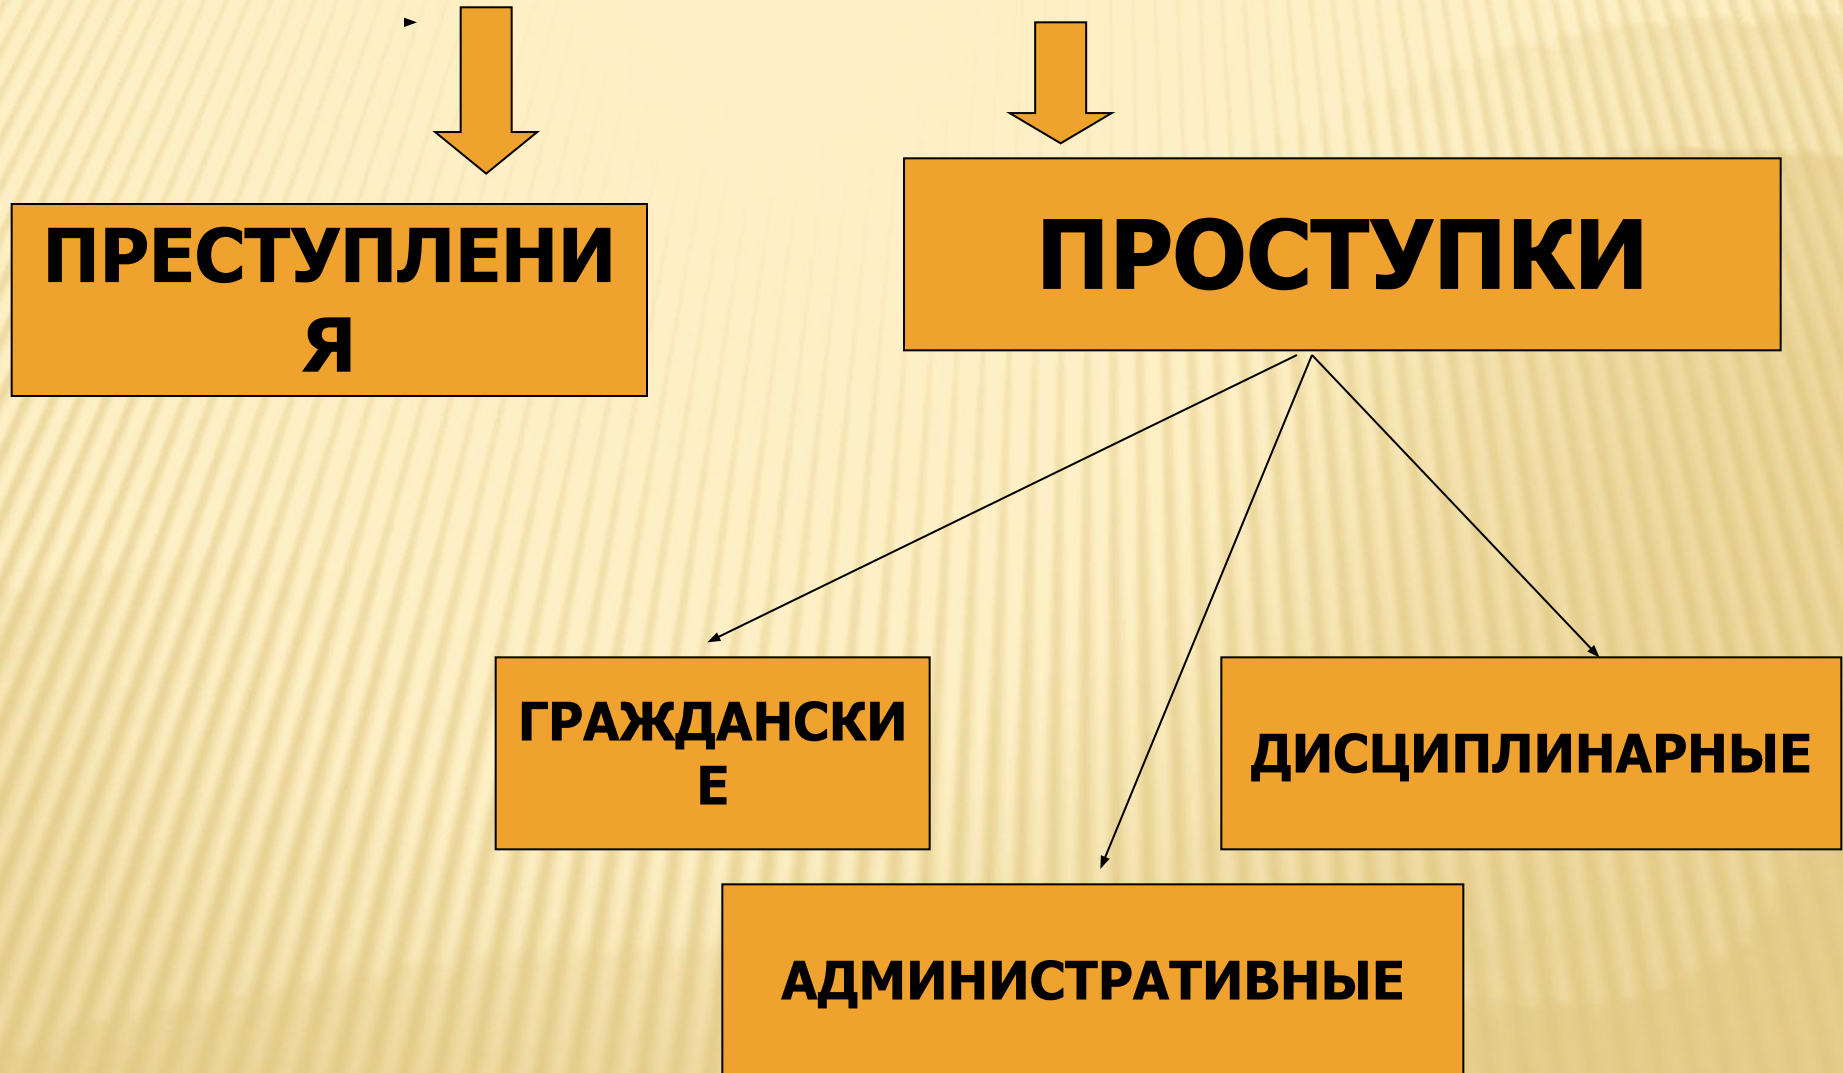 ПРЕСТУПЛЕНИ
Я
ПРОСТУПКИ
ГРАЖДАНСКИ
Е
ДИСЦИПЛИНАРНЫЕ
АДМИНИСТРАТИВНЫЕ